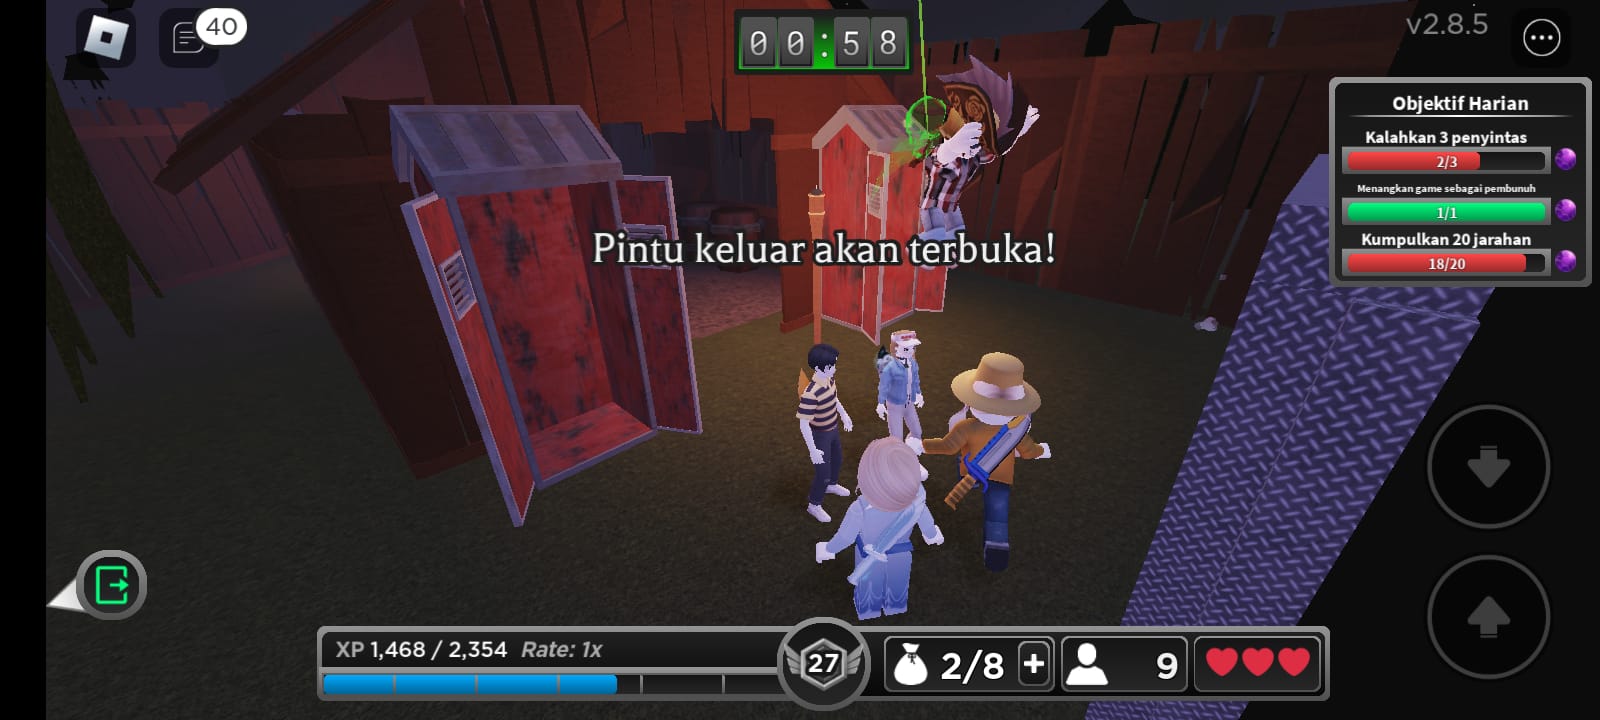 40
00:58
v2.8.5
Objektif Harian
Kalahkan 3 penyintas
2/3
Menangkan game sebagai pembunuh
1/1
Kumpulkan 20 jarahan
18/20
Pintu keluar akan terbuka!
XP 1,468 / 2,354 Rate: 1x
27
2/8 +
9